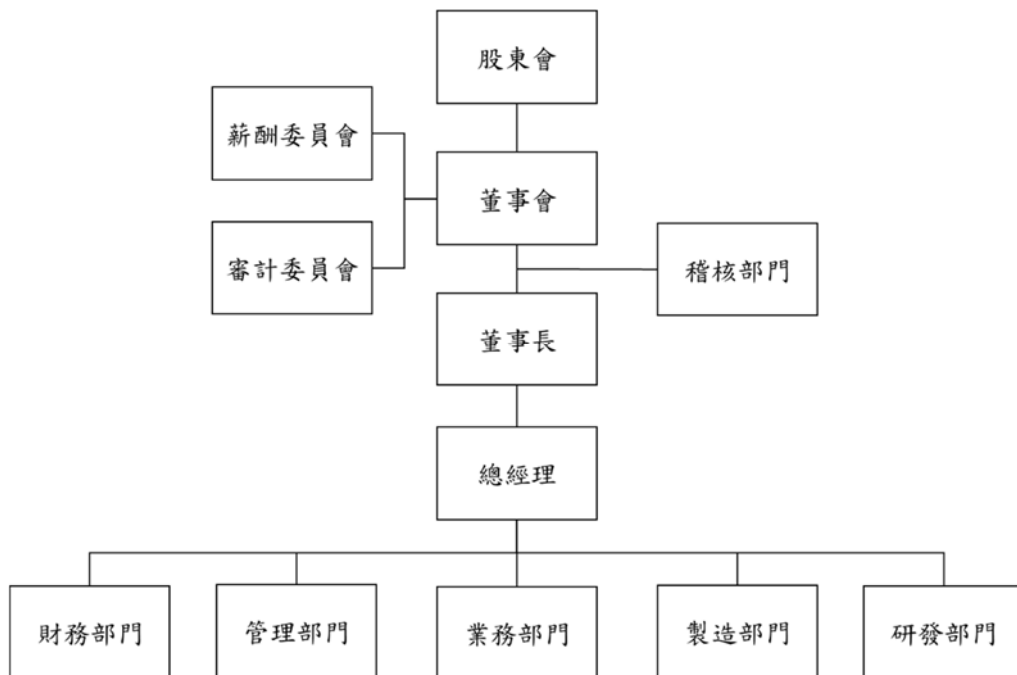 股東會
薪酬委員會
董事會
審計委員會
稽核部門
董事長
總經理
財務部門
管理部門
業務部門
製造部門
研發部門